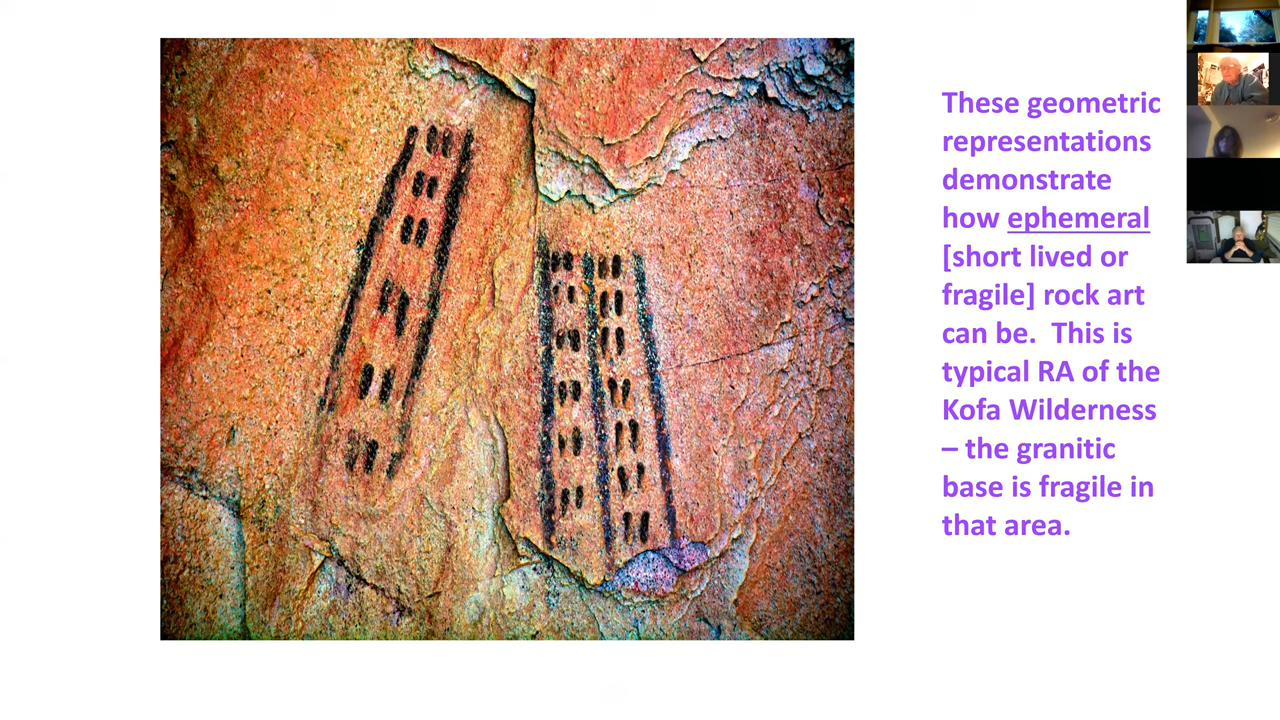 These geometric
representations
demonstrate
how ephemeral
[short lived or
fragile] rock art
can be.  This is
typical RA of the
Kofa Wilderness
– the granitic
base is fragile in
that area.